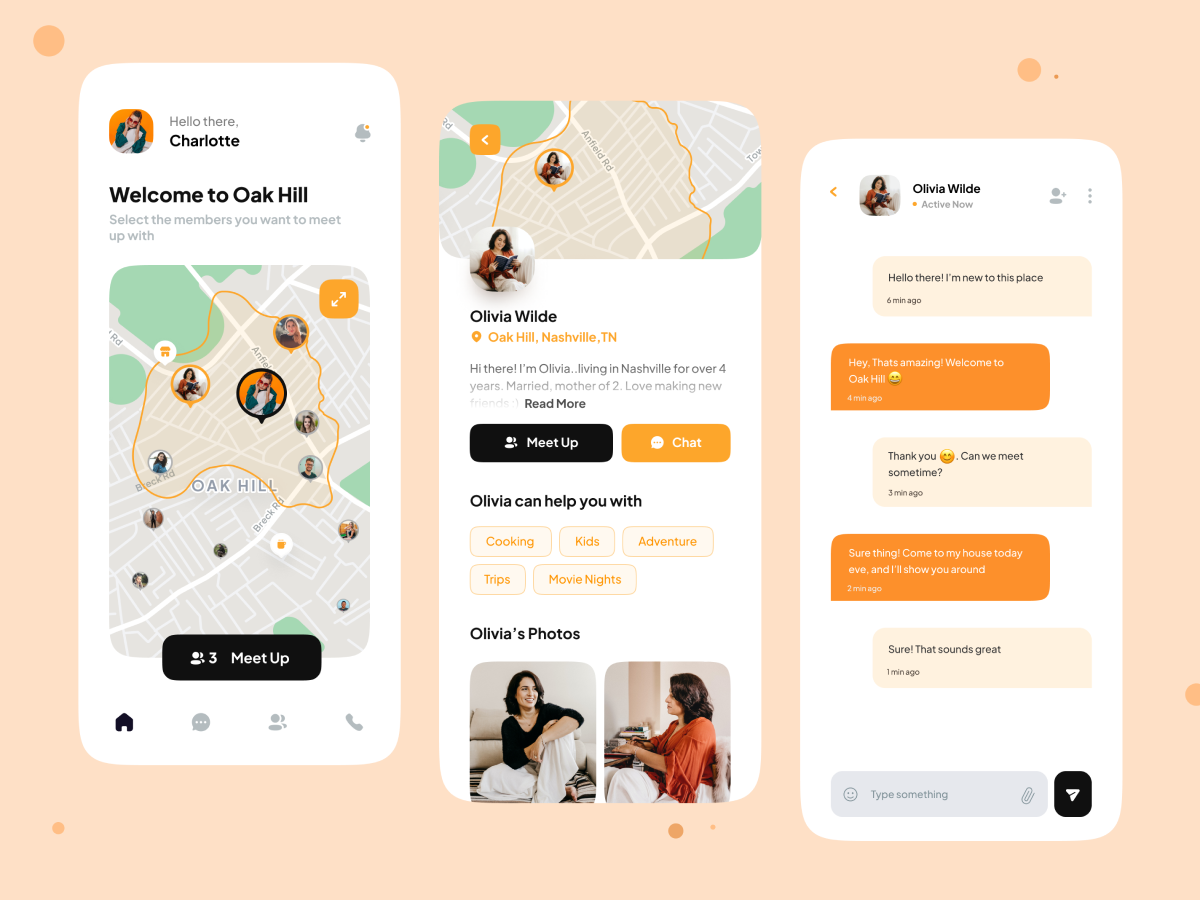 Hello there,
Charlotte
Welcome to Oak Hill
Select the members you want to meet
up with
Rd
Anfie
Breck Rd
OAK HILL
Breck Rd
3 Meet Up
Rd
Anfield Rd
Tow
Olivia Wilde
Oak Hill, Nashville,TN
Hi there! I'm Olivia..living in Nashville for over 4
years. Married, mother of 2. Love making new
friends :) Read More
Meet Up
Chat
Olivia can help you with
Cooking
Kids
Adventure
Trips
Movie Nights
Olivia’s Photos
Olivia Wilde
Active Now
Hello there! I'm new to this place
6 min ago
Hey, Thats amazing! Welcome to
Oak Hill 😄
4 min ago
Thank you 😊. Can we meet
sometime?
3 min ago
Sure thing! Come to my house today
eve, and I'll show you around
2 min ago
Sure! That sounds great
1 min ago
Type something